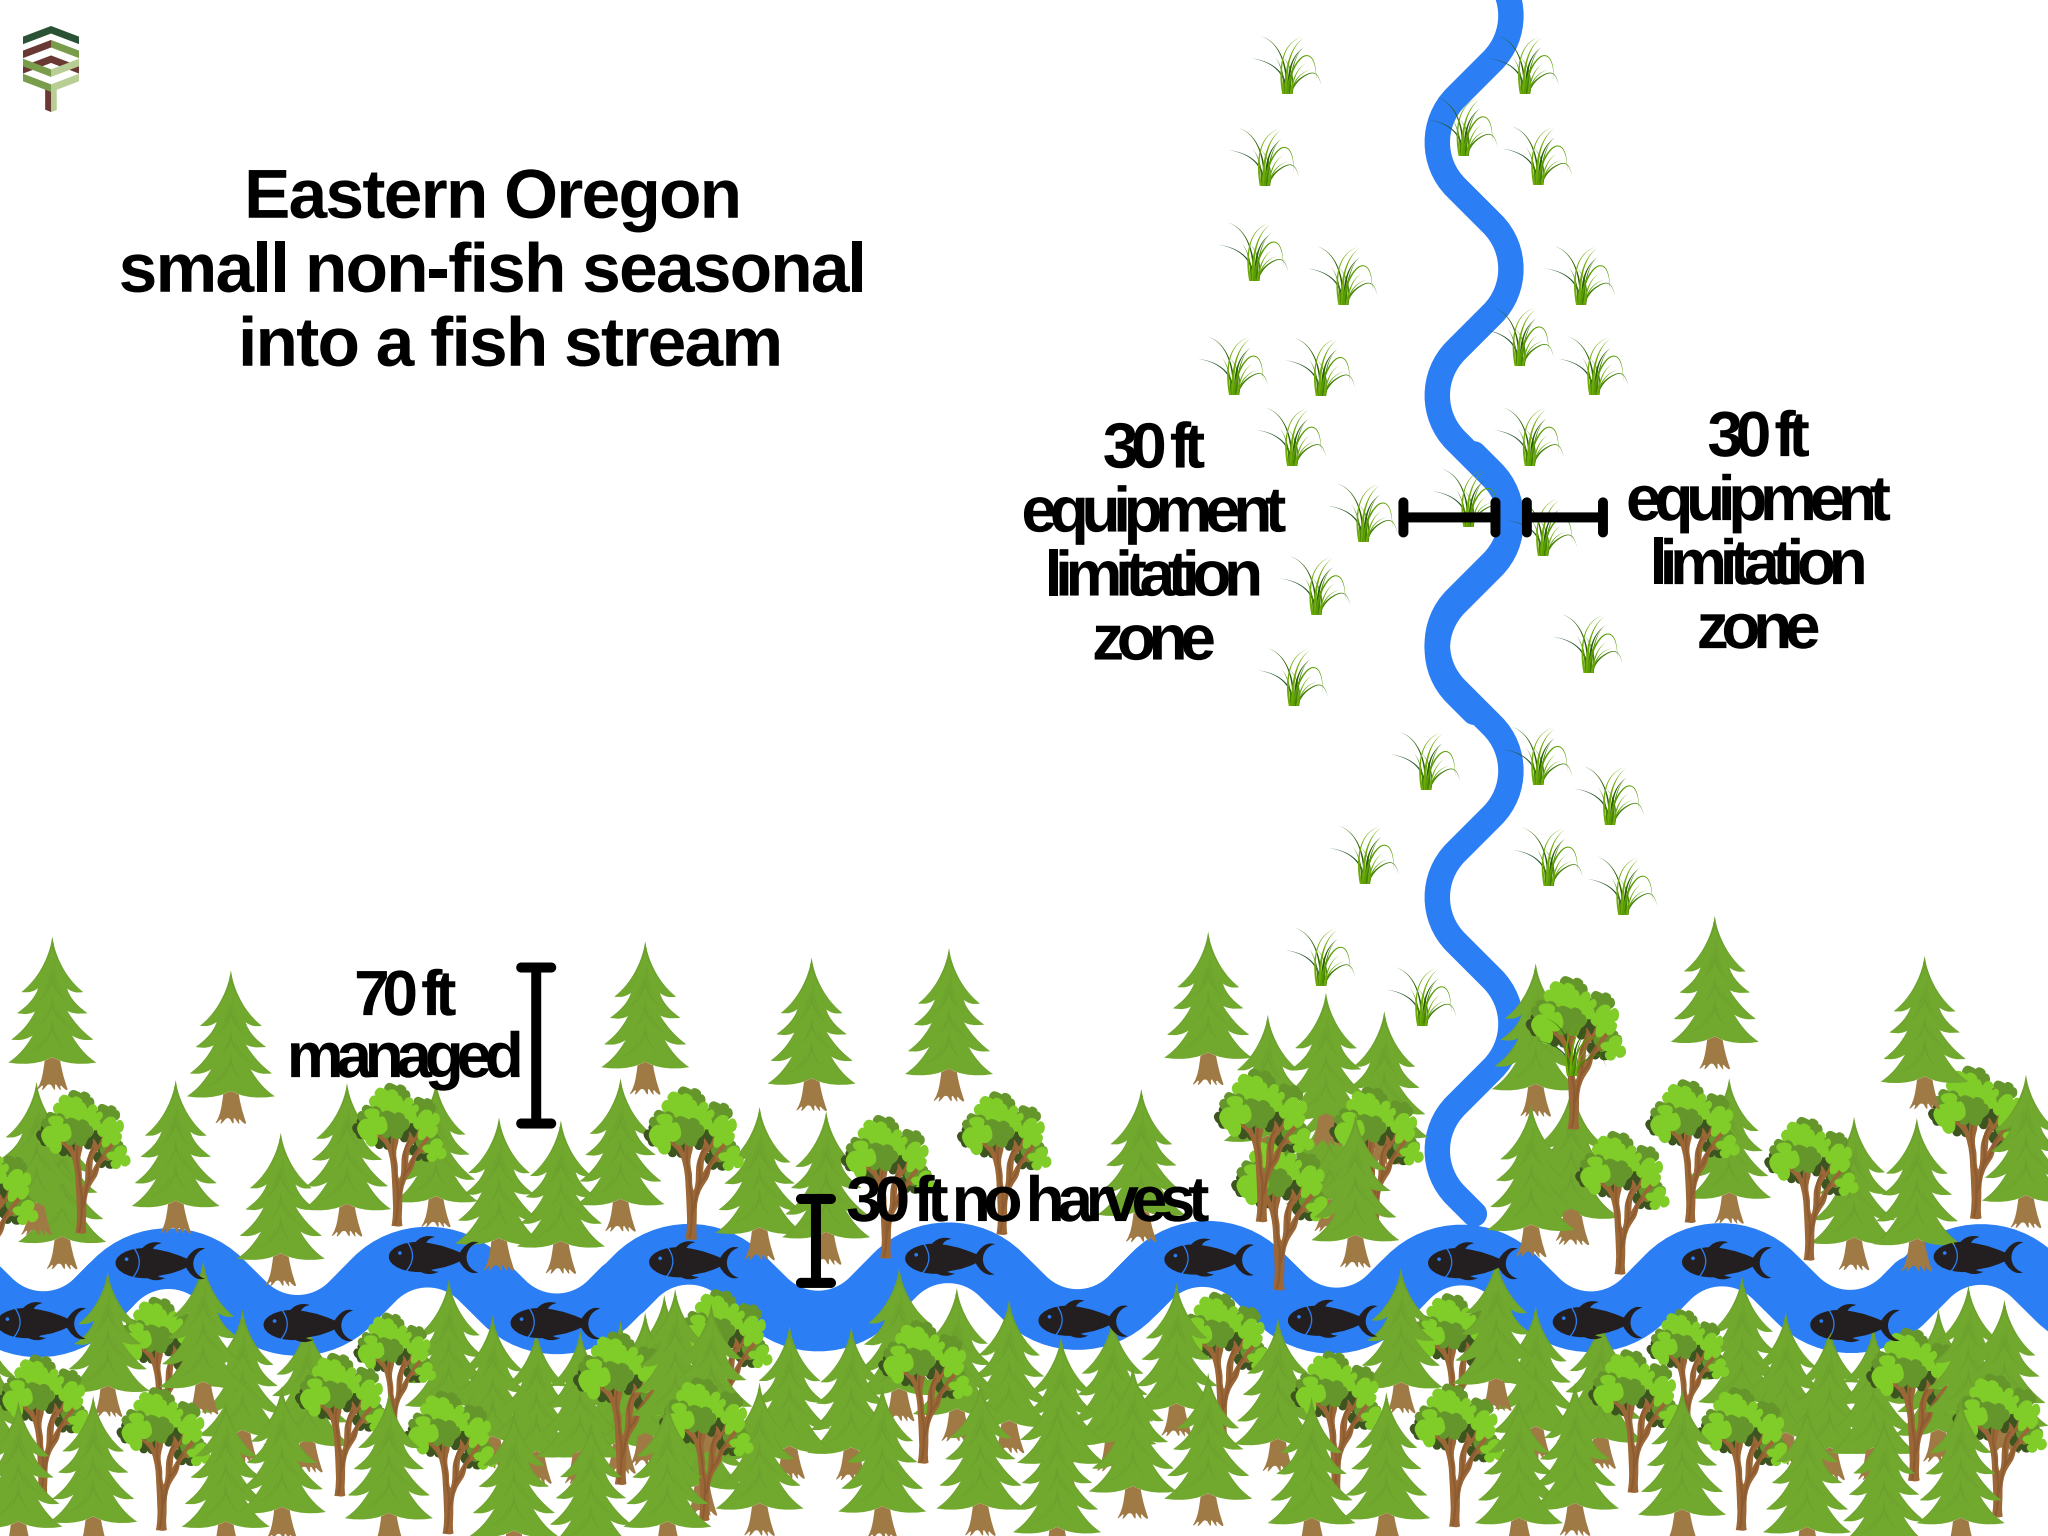 Eastern Oregon
small non-fish seasonal
into a fish stream
30 ft
equipment
limitation
zone
30 ft
equipment
limitation
zone
70 ft
managed
30 ft no harvest